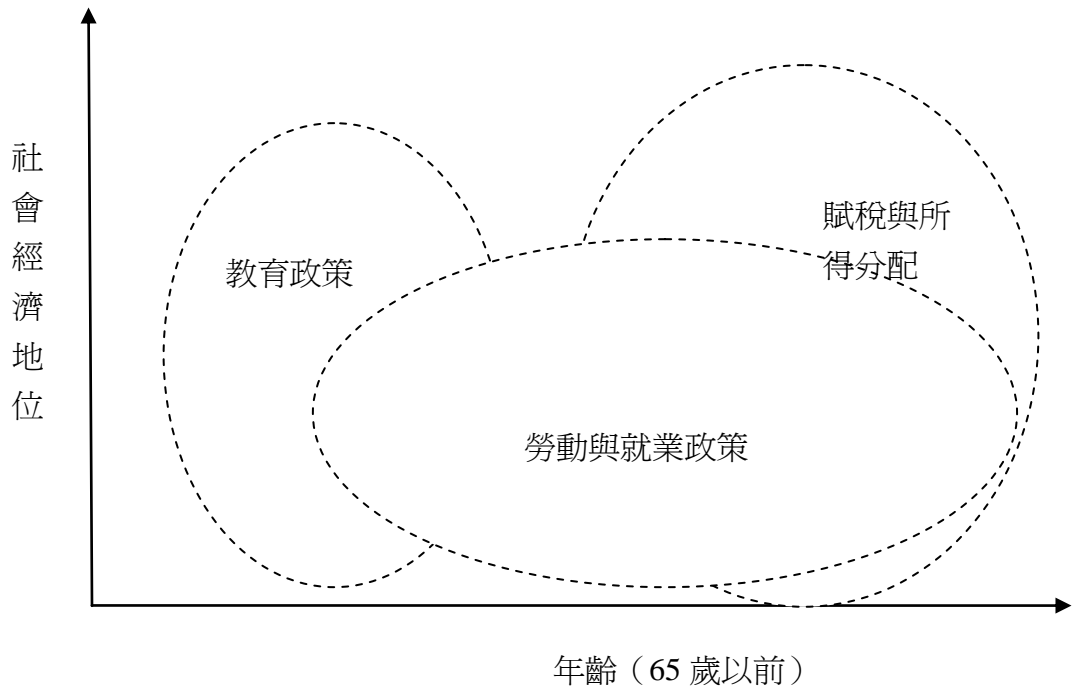 社會經濟地位
教育政策
賦稅與所
得分配
勞動與就業政策
年齡（65 歲以前）